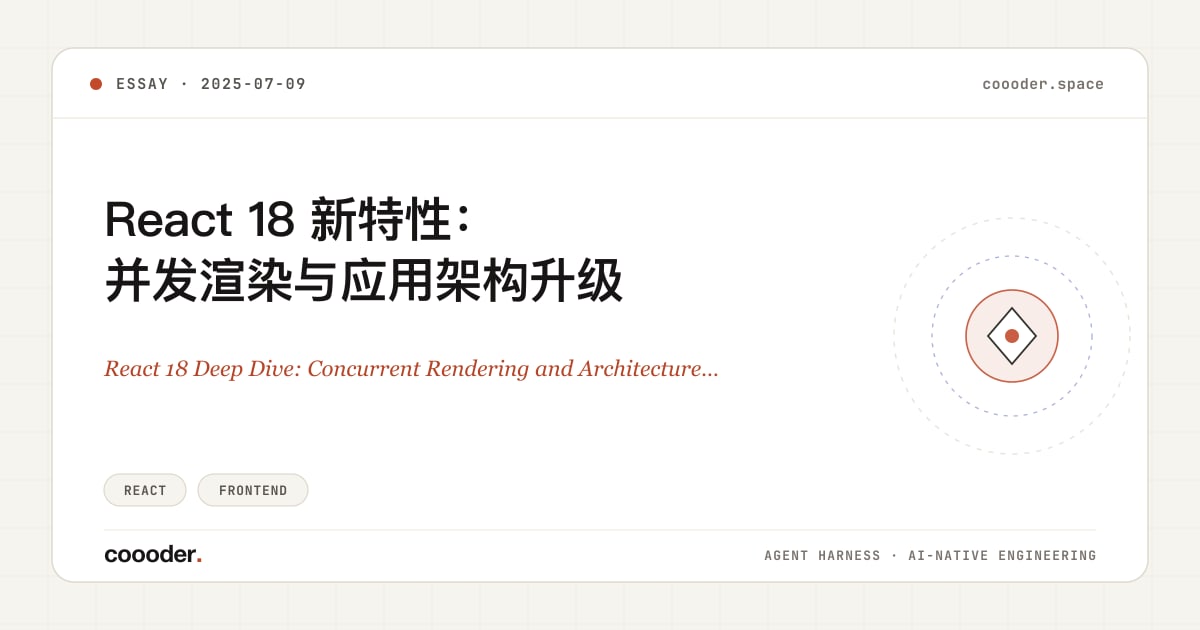 ESSAY · 2025-07-09
coooder.space
React 18 新特性：
并发渲染与应用架构升级
React 18 Deep Dive: Concurrent Rendering and Architecture...
REACT
FRONTEND
coooder.
AGENT HARNESS · AI-NATIVE ENGINEERING